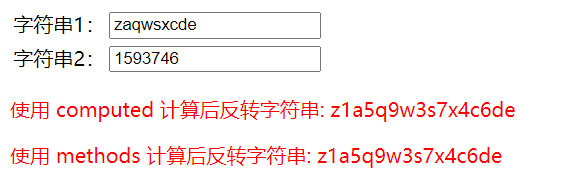 字符串1： zaqwsxcde
字符串2： 1593746
使用 computed 计算后反转字符串: z1a5q9w3s7x4c6de
使用 methods 计算后反转字符串: z1a5q9w3s7x4c6de